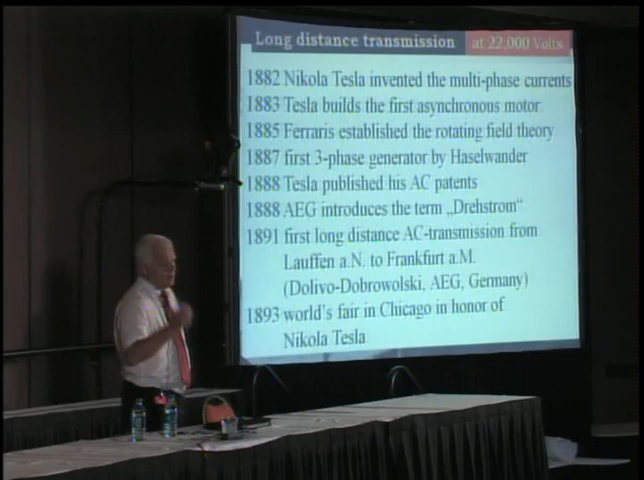 Long distance transmission at 22,000 Volts
1882 Nikola Tesla invented the multi-phase currents
1883 Tesla builds the first asynchronous motor
1885 Ferraris established the rotating field theory
1887 first 3-phase generator by Haselwander
1888 Tesla published his AC patents
1888 AEG introduces the term „Drehstrom“
1891 first long distance AC-transmission from
Lauffen a.N. to Frankfurt a.M.
(Dolivo-Dobrowolski, AEG, Germany)
1893 world's fair in Chicago in honor of
Nikola Tesla